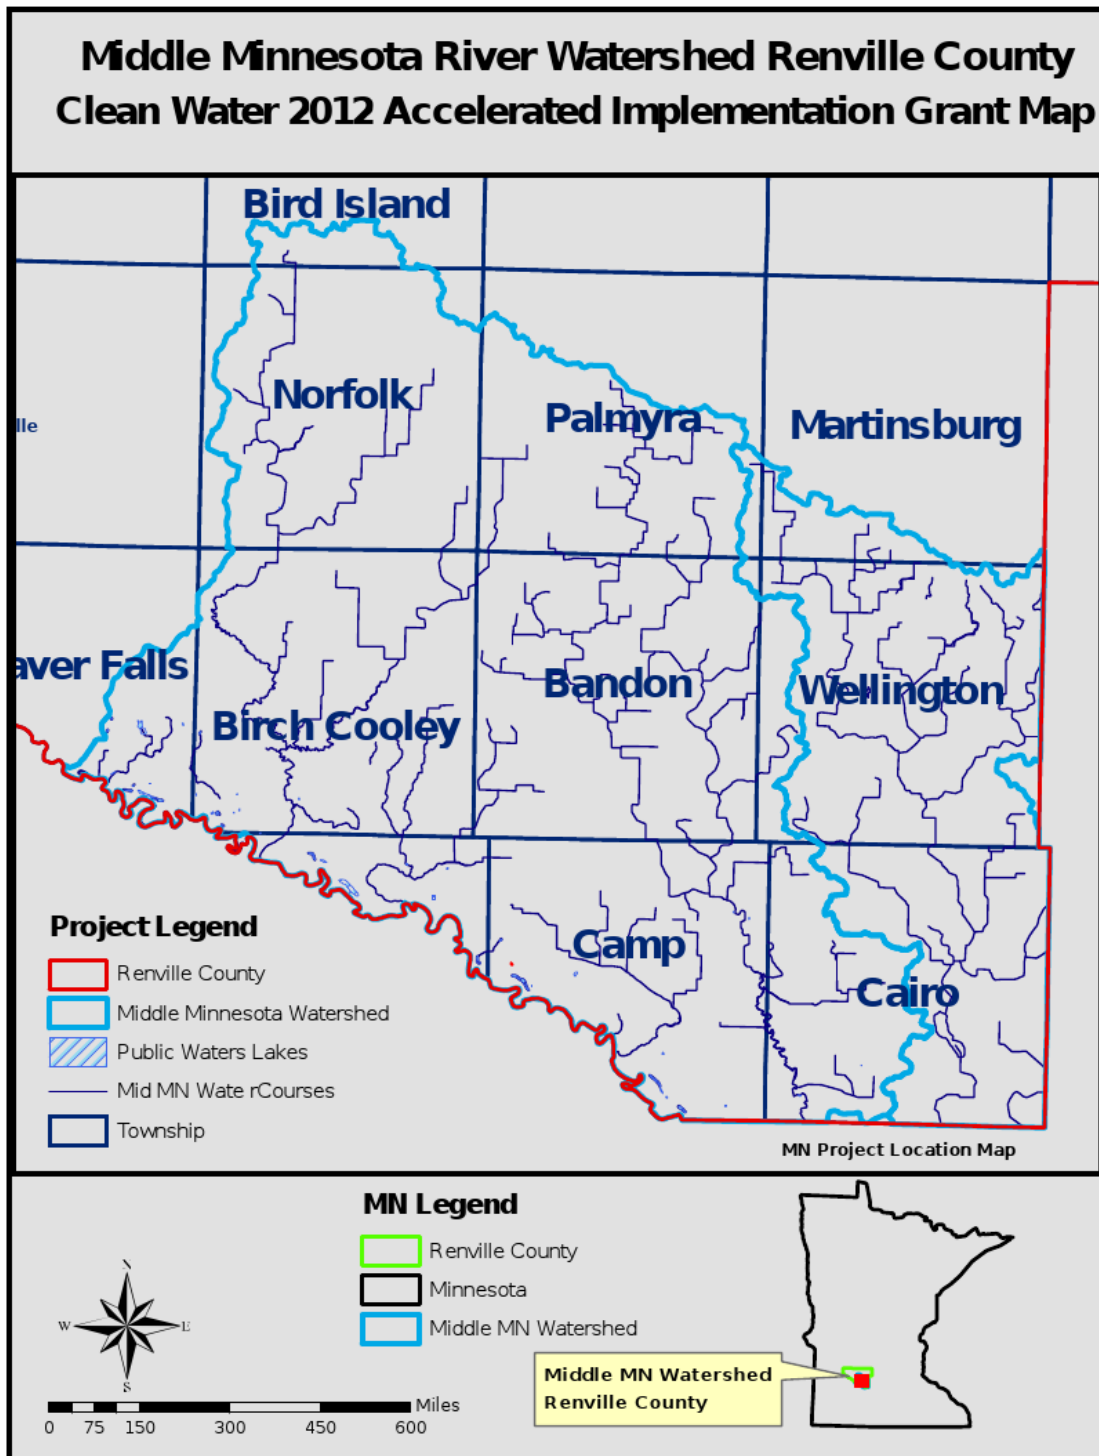 Middle Minnesota River Watershed Renville County
Clean Water 2012 Accelerated Implementation Grant Map
Bird Island
Norfolk
Palmyra
Martinsburg
lle
aver Falls
Birch Cooley
Bandon
Wellington
Camp
Cairo
Project Legend
Renville County
Middle Minnesota Watershed
Public Waters Lakes
Mid MN Wate rCourses
Township
MN Project Location Map
MN Legend
Renville County
Minnesota
Middle MN Watershed
N
W E
S
Middle MN Watershed
Renville County
Miles
0 75 150 300 450 600